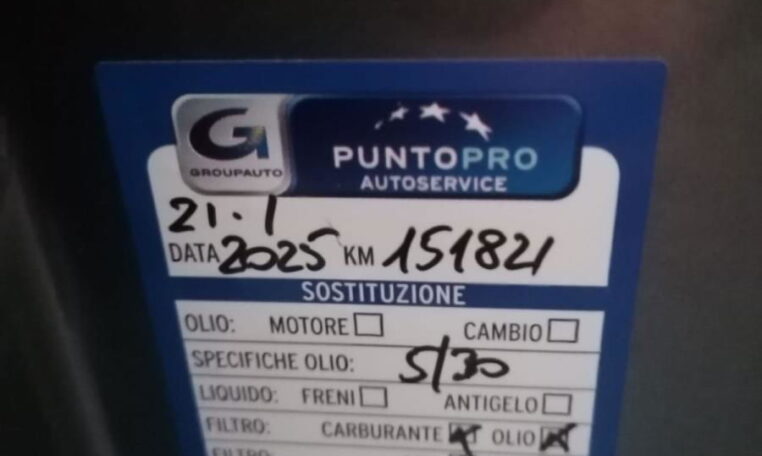 G
GROUPAUTO
PUNTOPRO
AUTOSERVICE
21.1
DATA 2025 KM 151821
SOSTITUZIONE
OLIO: MOTORE CAMBIO
SPECIFICHE OLIO: 5/30
LIQUIDO: FRENI ANTIGELO
FILTRO: CARBURANTE OLIO
FILTRO: